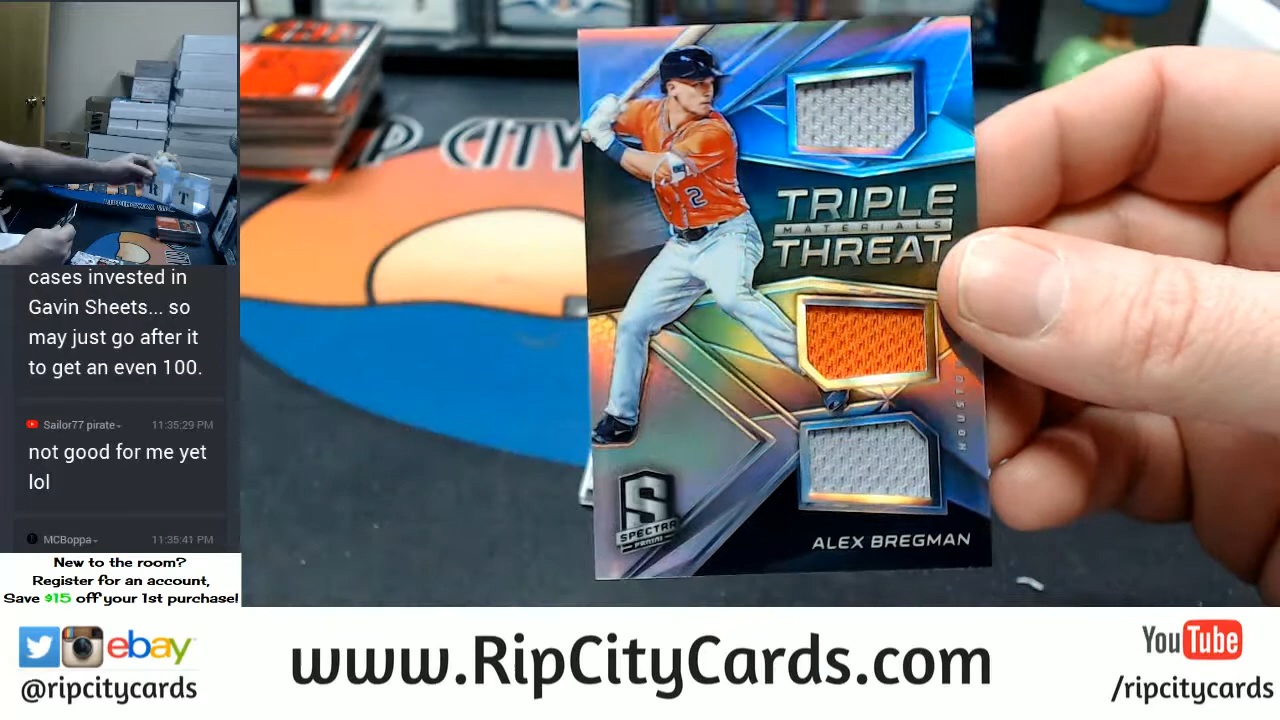 cases invested in
Gavin Sheets... so
may just go after it
to get an even 100.
Sailor77 pirate
11:35:29 PM
not good for me yet
lol
MCBoppa
11:35:41 PM
New to the room?
Register for an account,
Save $15 off your 1st purchase!
P CITY
TRIPLE
MATERIALS
THREAT
2
HOUSTON
S
SPECTRA
PANINI
ALEX BREGMAN
ebay
@ripcitycards
www.RipCityCards.com
YouTube
/ripcitycards